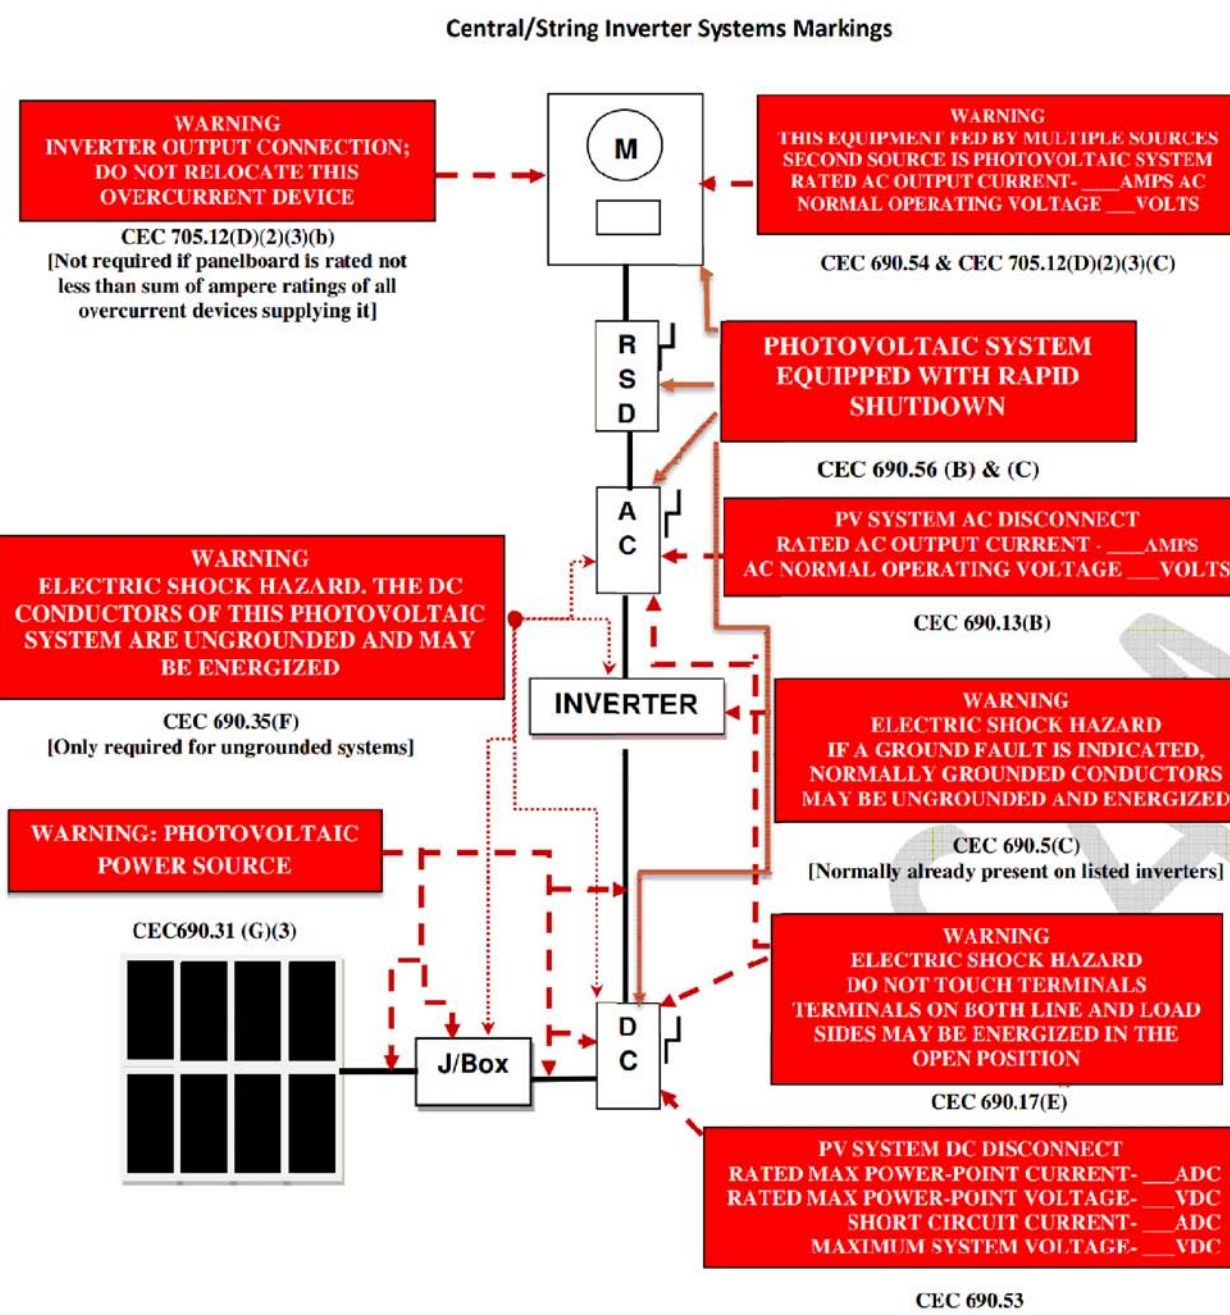 Central/String Inverter Systems Markings
WARNING
INVERTER OUTPUT CONNECTION;
DO NOT RELOCATE THIS
OVERCURRENT DEVICE
CEC 705.12(D)(2)(3)(b)
[Not required if panelboard is rated not
less than sum of ampere ratings of all
overcurrent devices supplying it]
M
WARNING
THIS EQUIPMENT FED BY MULTIPLE SOURCES
SECOND SOURCE IS PHOTOVOLTAIC SYSTEM
RATED AC OUTPUT CURRENT- ____AMPS AC
NORMAL OPERATING VOLTAGE ___VOLTS
CEC 690.54 & CEC 705.12(D)(2)(3)(C)
R
S
D
PHOTOVOLTAIC SYSTEM
EQUIPPED WITH RAPID
SHUTDOWN
CEC 690.56 (B) & (C)
A
C
PV SYSTEM AC DISCONNECT
RATED AC OUTPUT CURRENT - ____AMPS
AC NORMAL OPERATING VOLTAGE ___VOLTS
CEC 690.13(B)
WARNING
ELECTRIC SHOCK HAZARD. THE DC
CONDUCTORS OF THIS PHOTOVOLTAIC
SYSTEM ARE UNGROUNDED AND MAY
BE ENERGIZED
CEC 690.35(F)
[Only required for ungrounded systems]
INVERTER
WARNING
ELECTRIC SHOCK HAZARD
IF A GROUND FAULT IS INDICATED,
NORMALLY GROUNDED CONDUCTORS
MAY BE UNGROUNDED AND ENERGIZED
CEC 690.5(C)
[Normally already present on listed inverters]
WARNING: PHOTOVOLTAIC
POWER SOURCE
CEC690.31 (G)(3)
WARNING
ELECTRIC SHOCK HAZARD
DO NOT TOUCH TERMINALS
TERMINALS ON BOTH LINE AND LOAD
SIDES MAY BE ENERGIZED IN THE
OPEN POSITION
CEC 690.17(E)
J/Box
D
C
PV SYSTEM DC DISCONNECT
RATED MAX POWER-POINT CURRENT- ___ADC
RATED MAX POWER-POINT VOLTAGE- ___VDC
SHORT CIRCUIT CURRENT- ___ADC
MAXIMUM SYSTEM VOLTAGE- ___VDC
CEC 690.53